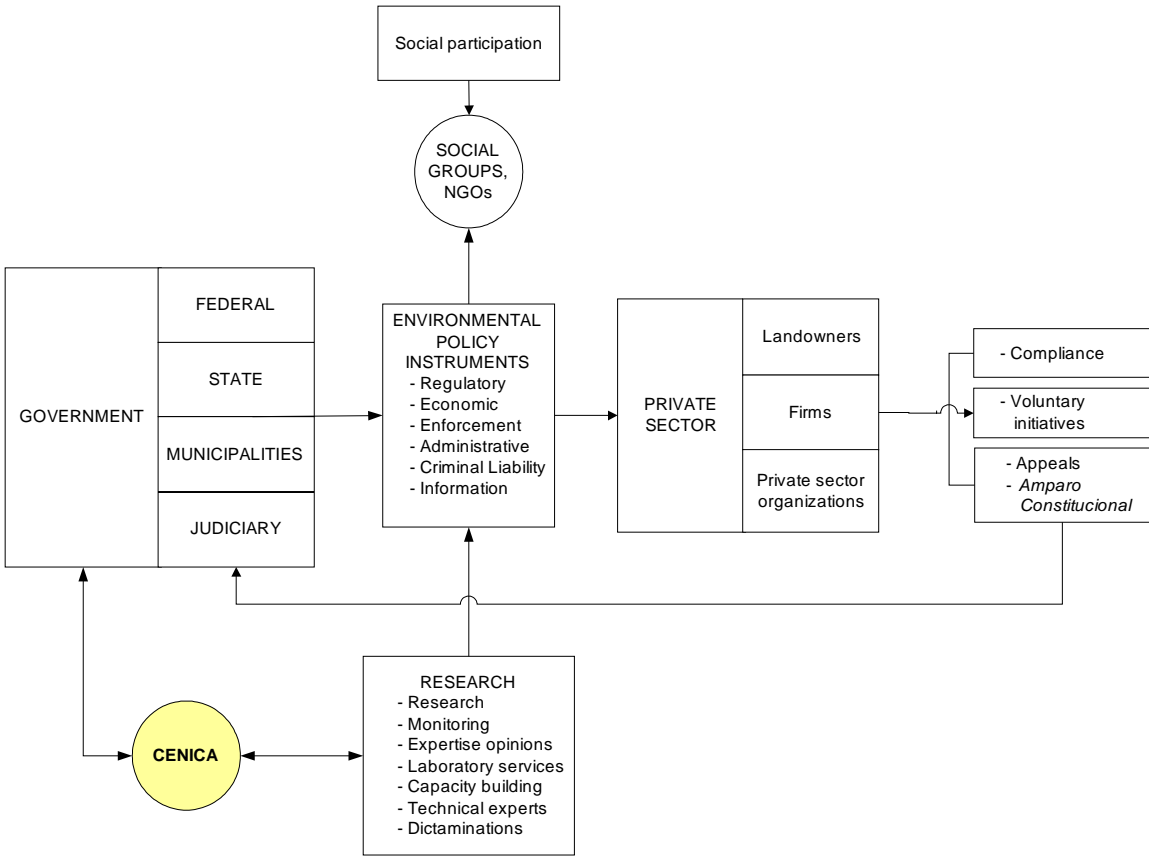 Social participation
SOCIAL
GROUPS,
NGOs
GOVERNMENT
FEDERAL
STATE
MUNICIPALITIES
JUDICIARY
ENVIRONMENTAL
POLICY
INSTRUMENTS
- Regulatory
- Economic
- Enforcement
- Administrative
- Criminal Liability
- Information
PRIVATE
SECTOR
Landowners
Firms
Private sector
organizations
- Compliance
- Voluntary
initiatives
- Appeals
- Amparo
Constitucional
CENICA
RESEARCH
- Research
- Monitoring
- Expertise opinions
- Laboratory services
- Capacity building
- Technical experts
- Dictaminations